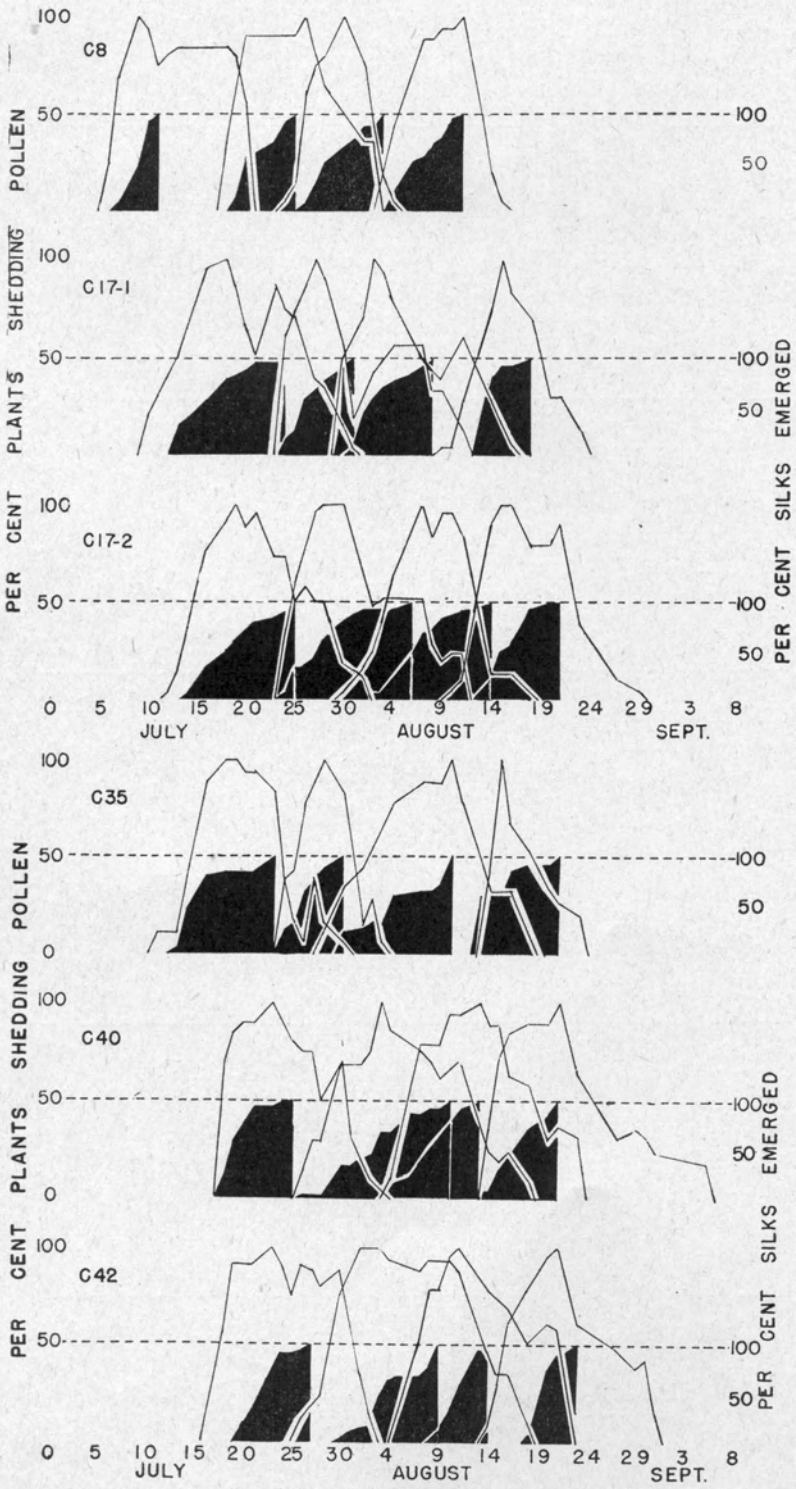 100
C8
50
100
50
100
C17-1
50
100
50
100
C17-2
50
100
50
0 5 10 15 20 25 30 4 9 14 19 24 29 3 8
JULY AUGUST SEPT.
PER CENT PLANTS SHEDDING POLLEN
PER CENT SILKS EMERGED
100
C35
50
100
50
0
100
C40
50
100
50
0
100
C42
50
100
50
0 5 10 15 20 25 30 4 9 14 19 24 29 3 8
JULY AUGUST SEPT.
PER CENT PLANTS SHEDDING POLLEN
PER CENT SILKS EMERGED